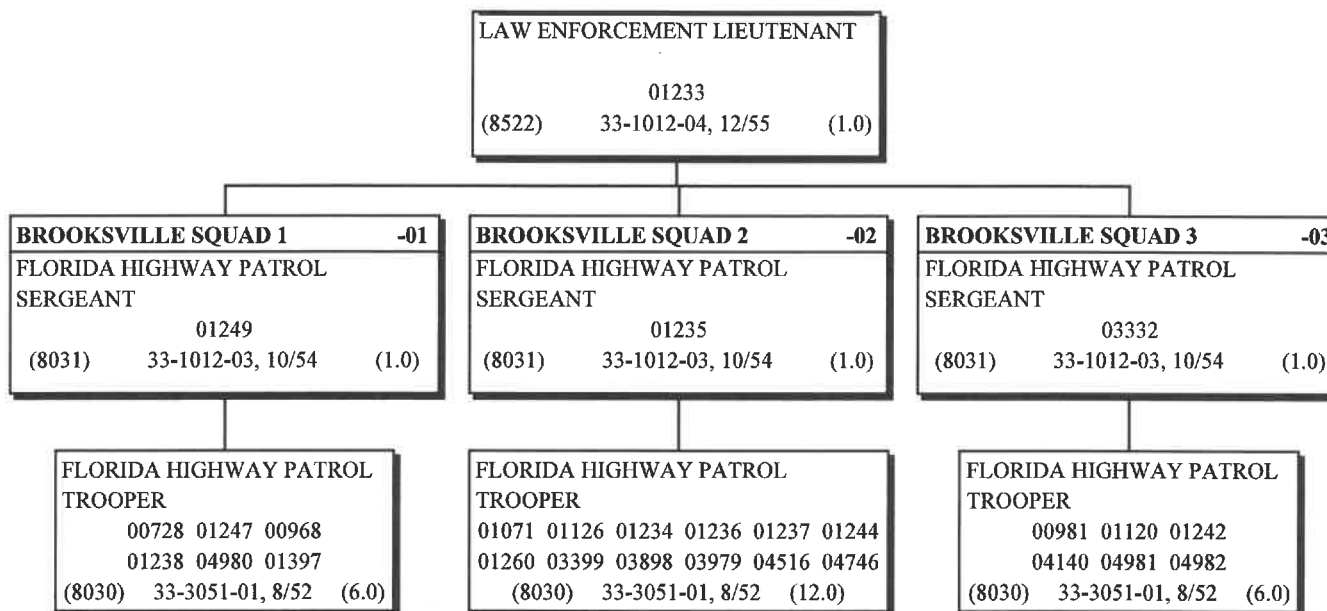 LAW ENFORCEMENT LIEUTENANT
01233
(8522) 33-1012-04, 12/55 (1.0)
BROOKSVILLE SQUAD 1 -01
FLORIDA HIGHWAY PATROL
SERGEANT
01249
(8031) 33-1012-03, 10/54 (1.0)
BROOKSVILLE SQUAD 2 -02
FLORIDA HIGHWAY PATROL
SERGEANT
01235
(8031) 33-1012-03, 10/54 (1.0)
BROOKSVILLE SQUAD 3 -03
FLORIDA HIGHWAY PATROL
SERGEANT
03332
(8031) 33-1012-03, 10/54 (1.0)
FLORIDA HIGHWAY PATROL
TROOPER
00728 01247 00968
01238 04980 01397
(8030) 33-3051-01, 8/52 (6.0)
FLORIDA HIGHWAY PATROL
TROOPER
01071 01126 01234 01236 01237 01244
01260 03399 03898 03979 04516 04746
(8030) 33-3051-01, 8/52 (12.0)
FLORIDA HIGHWAY PATROL
TROOPER
00981 01120 01242
04140 04981 04982
(8030) 33-3051-01, 8/52 (6.0)